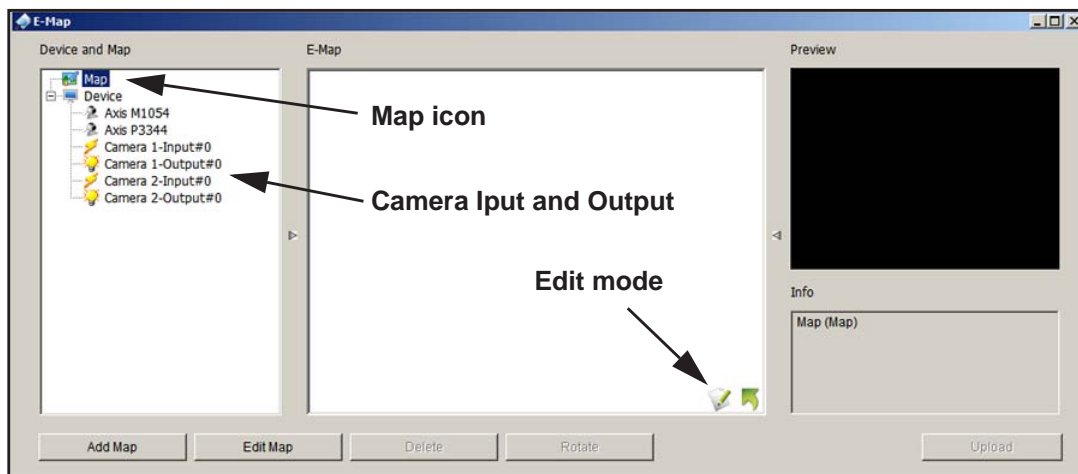 E-Map
Device and Map
E-Map
Preview
Map
Device
Axis M1054
Axis P3344
Camera 1-Input#0
Camera 1-Output#0
Camera 2-Input#0
Camera 2-Output#0
Map icon
Camera Iput and Output
Edit mode
Info
Map (Map)
Add Map
Edit Map
Delete
Rotate
Upload